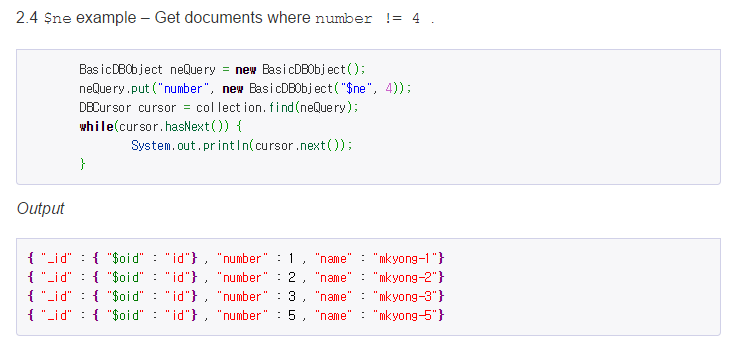 2.4 $ne example – Get documents where number != 4 .
BasicDBObject neQuery = new BasicDBObject();
neQuery.put("number", new BasicDBObject("$ne", 4));
DBCursor cursor = collection.find(neQuery);
while(cursor.hasNext()) {
System.out.println(cursor.next());
}
Output
{ "_id" : { "$oid" : "id"} , "number" : 1 , "name" : "mkyong-1"}
{ "_id" : { "$oid" : "id"} , "number" : 2 , "name" : "mkyong-2"}
{ "_id" : { "$oid" : "id"} , "number" : 3 , "name" : "mkyong-3"}
{ "_id" : { "$oid" : "id"} , "number" : 5 , "name" : "mkyong-5"}